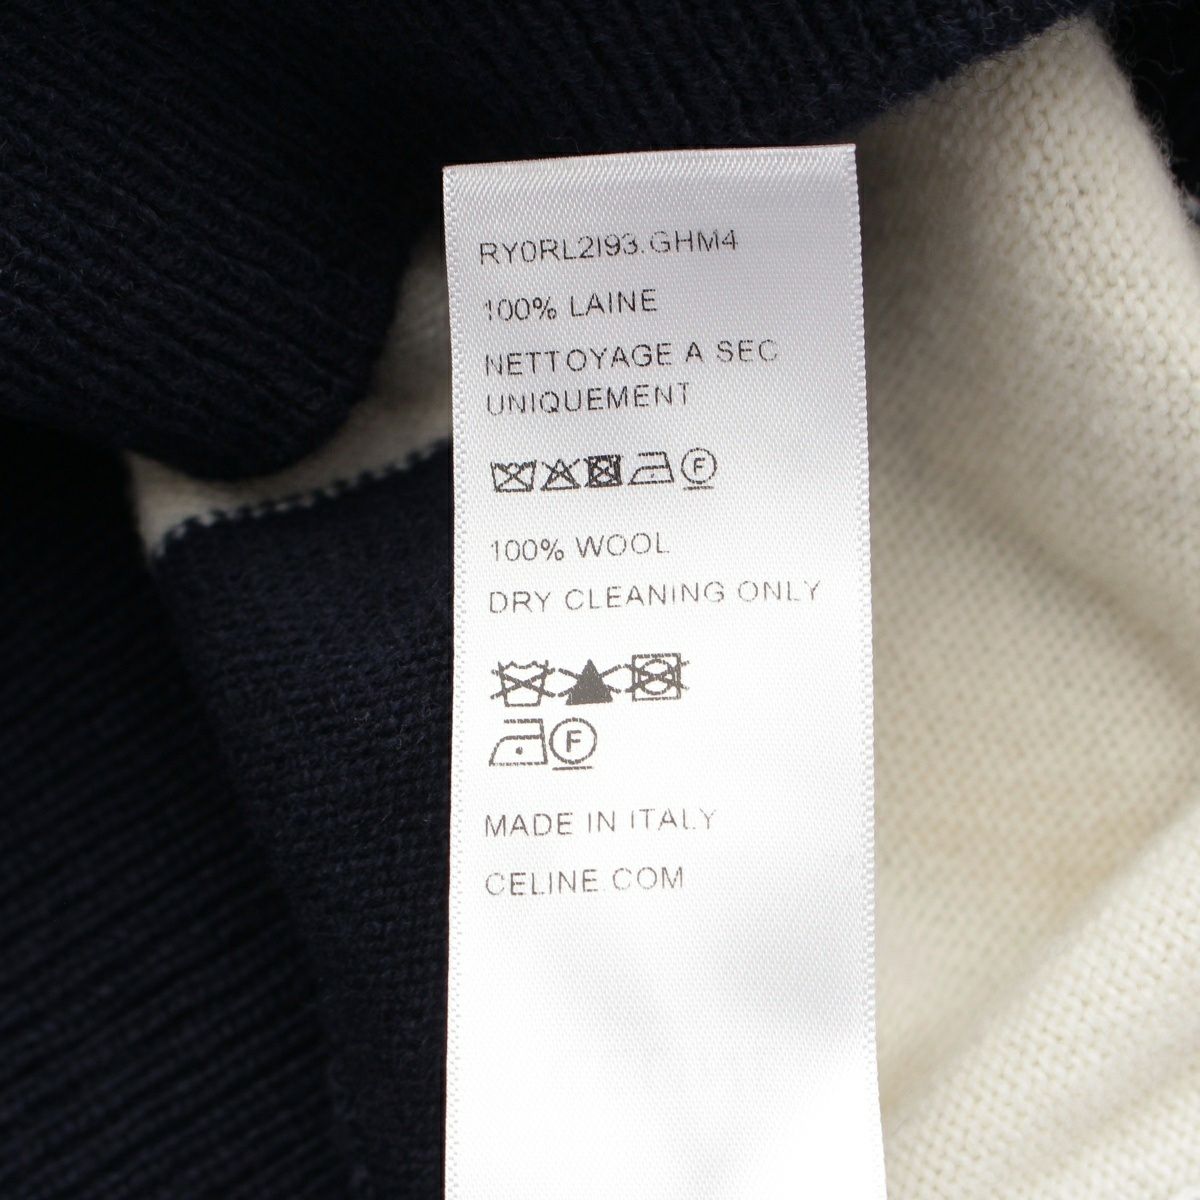 RY0RL2I93.GHM4
100% LAINE
NETTOYAGE A SEC
UNIQUEMENT
F
100% WOOL
DRY CLEANING ONLY
F
MADE IN ITALY
CELINE.COM